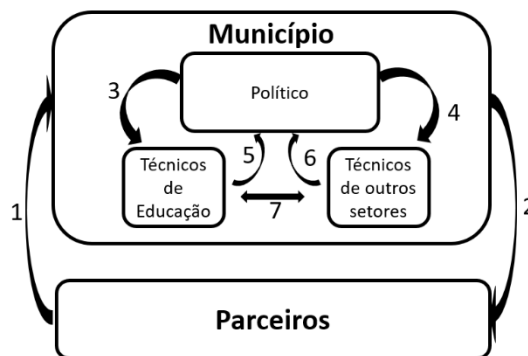 Município
3
Político
4
Técnicos
de
Educação
5
6
7
Técnicos
de outros
setores
1
2
Parceiros